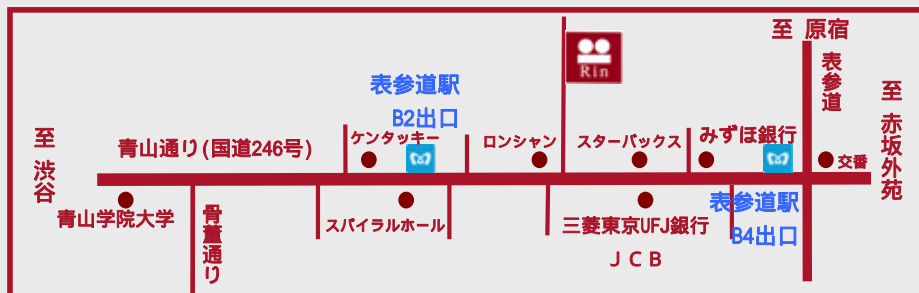 至 原宿
Rin
表参道
表参道駅
B2出口
至 赤坂外苑
至 渋谷
青山通り(国道246号)
ケンタッキー
ロンシャン
スターバックス
みずほ銀行
交番
青山学院大学
骨董通り
スパイラルホール
三菱東京UFJ銀行
JCB
表参道駅
B4出口